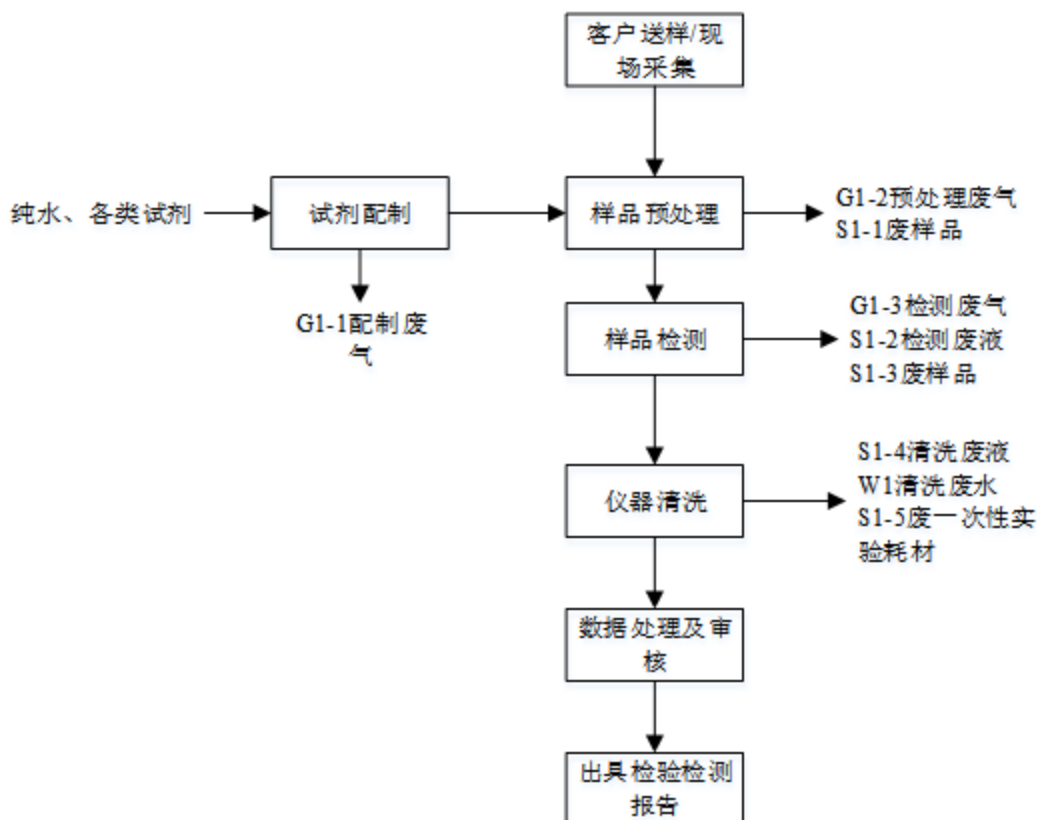 客户送样/现
场采集
纯水、各类试剂
试剂配制
样品预处理
G1-2预处理废气
S1-1废样品
G1-1配制废
气
样品检测
G1-3检测废气
S1-2检测废液
S1-3废样品
仪器清洗
S1-4清洗废液
W1清洗废水
S1-5废一次性实
验耗材
数据处理及审
核
出具检验检测
报告